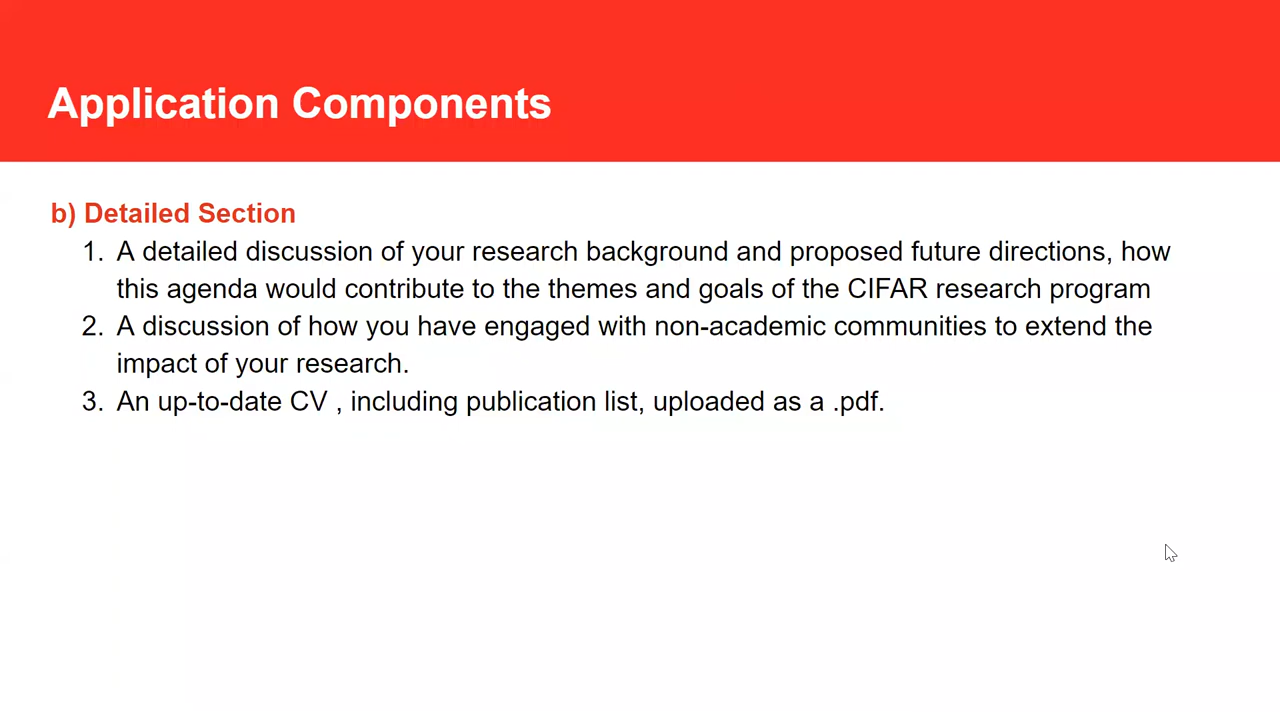 Application Components
b) Detailed Section
1. A detailed discussion of your research background and proposed future directions, how
this agenda would contribute to the themes and goals of the CIFAR research program
2. A discussion of how you have engaged with non-academic communities to extend the
impact of your research.
3. An up-to-date CV , including publication list, uploaded as a .pdf.